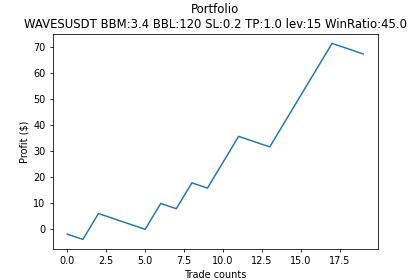 Portfolio
WAVESUSDT BBM:3.4 BBL:120 SL:0.2 TP:1.0 lev:15 WinRatio:45.0
70
60
50
40
30
20
10
0
Profit ($)
0.0 2.5 5.0 7.5 10.0 12.5 15.0 17.5
Trade counts